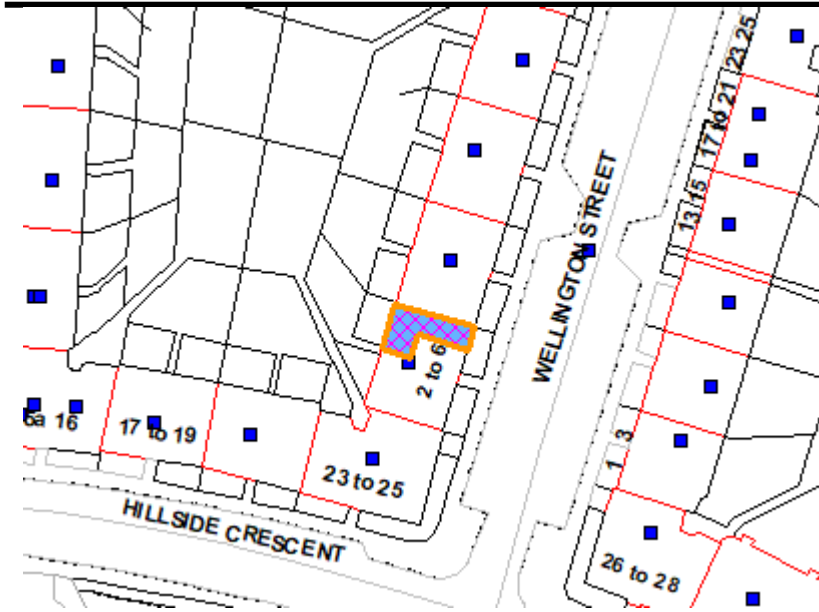 23 25
17 to 21
13 15
WELLINGTON STREET
2 to 6
1 3
5a 16
17 to 19
23 to 25
HILLSIDE CRESCENT
26 to 28